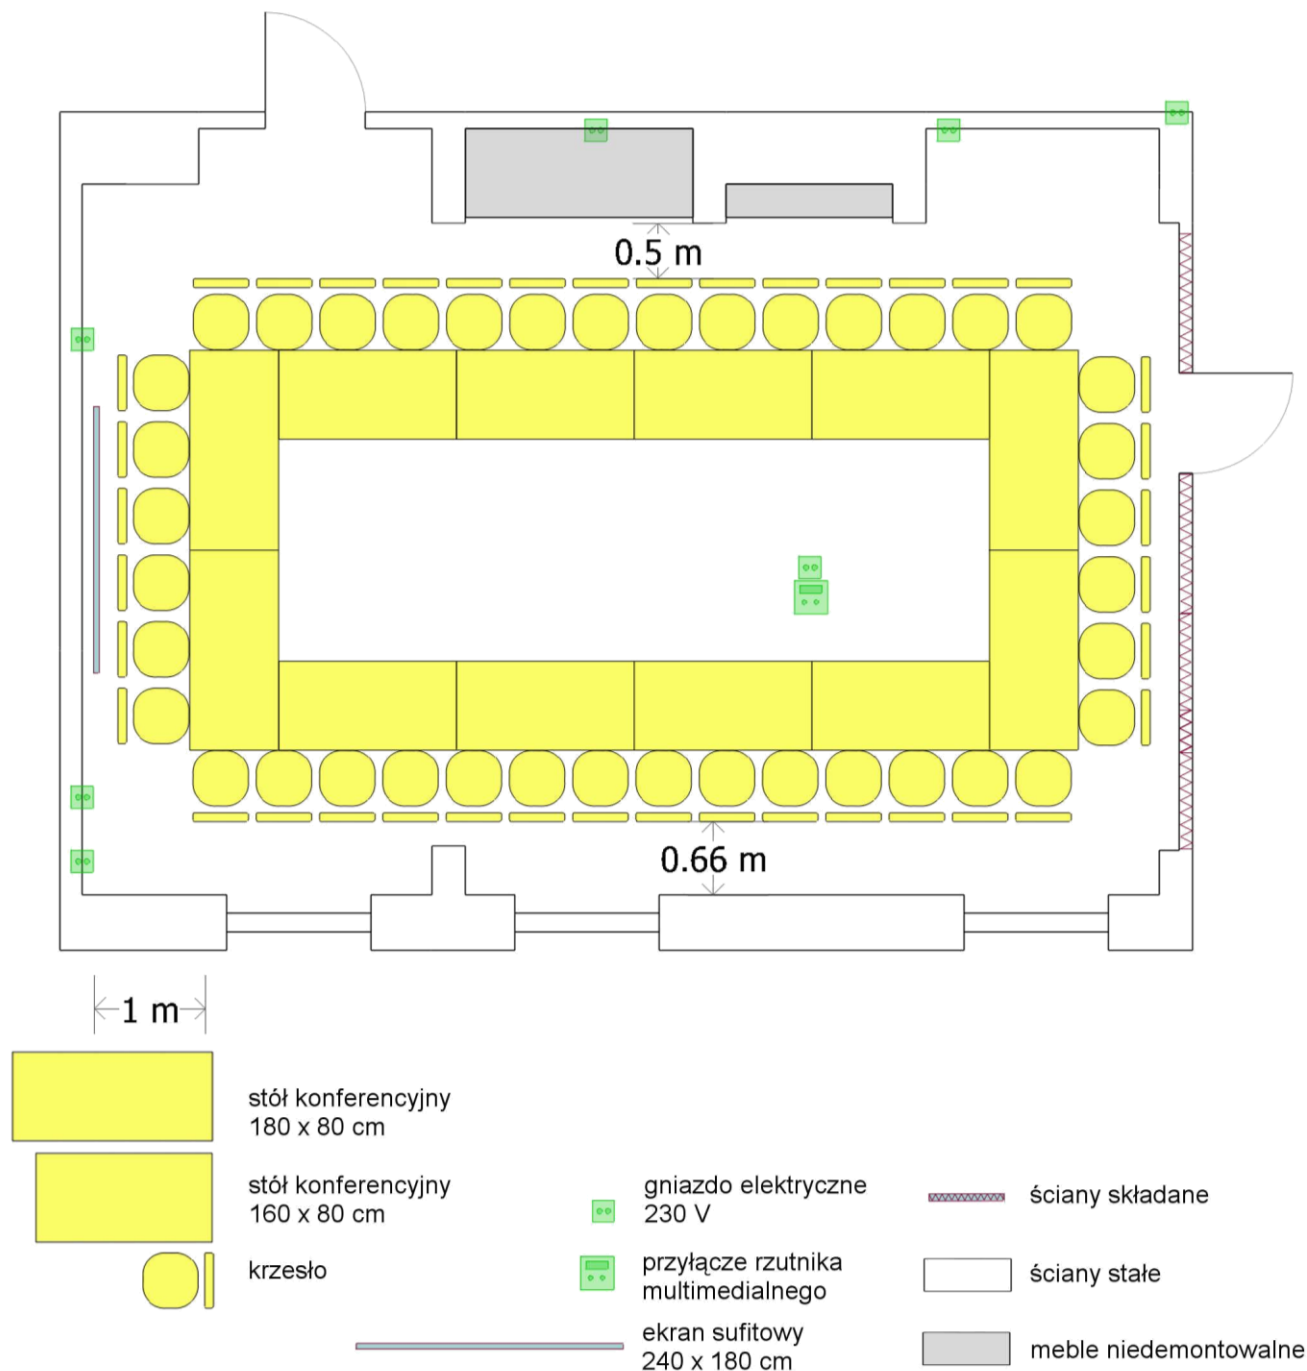 0.5 m
0.66 m
1 m
stół konferencyjny
180 x 80 cm
stół konferencyjny
160 x 80 cm
krzesło
gniazdo elektryczne
230 V
przyłącze rzutnika
multimedialnego
ekran sufitowy
240 x 180 cm
ściany składane
ściany stałe
meble niedemontowalne